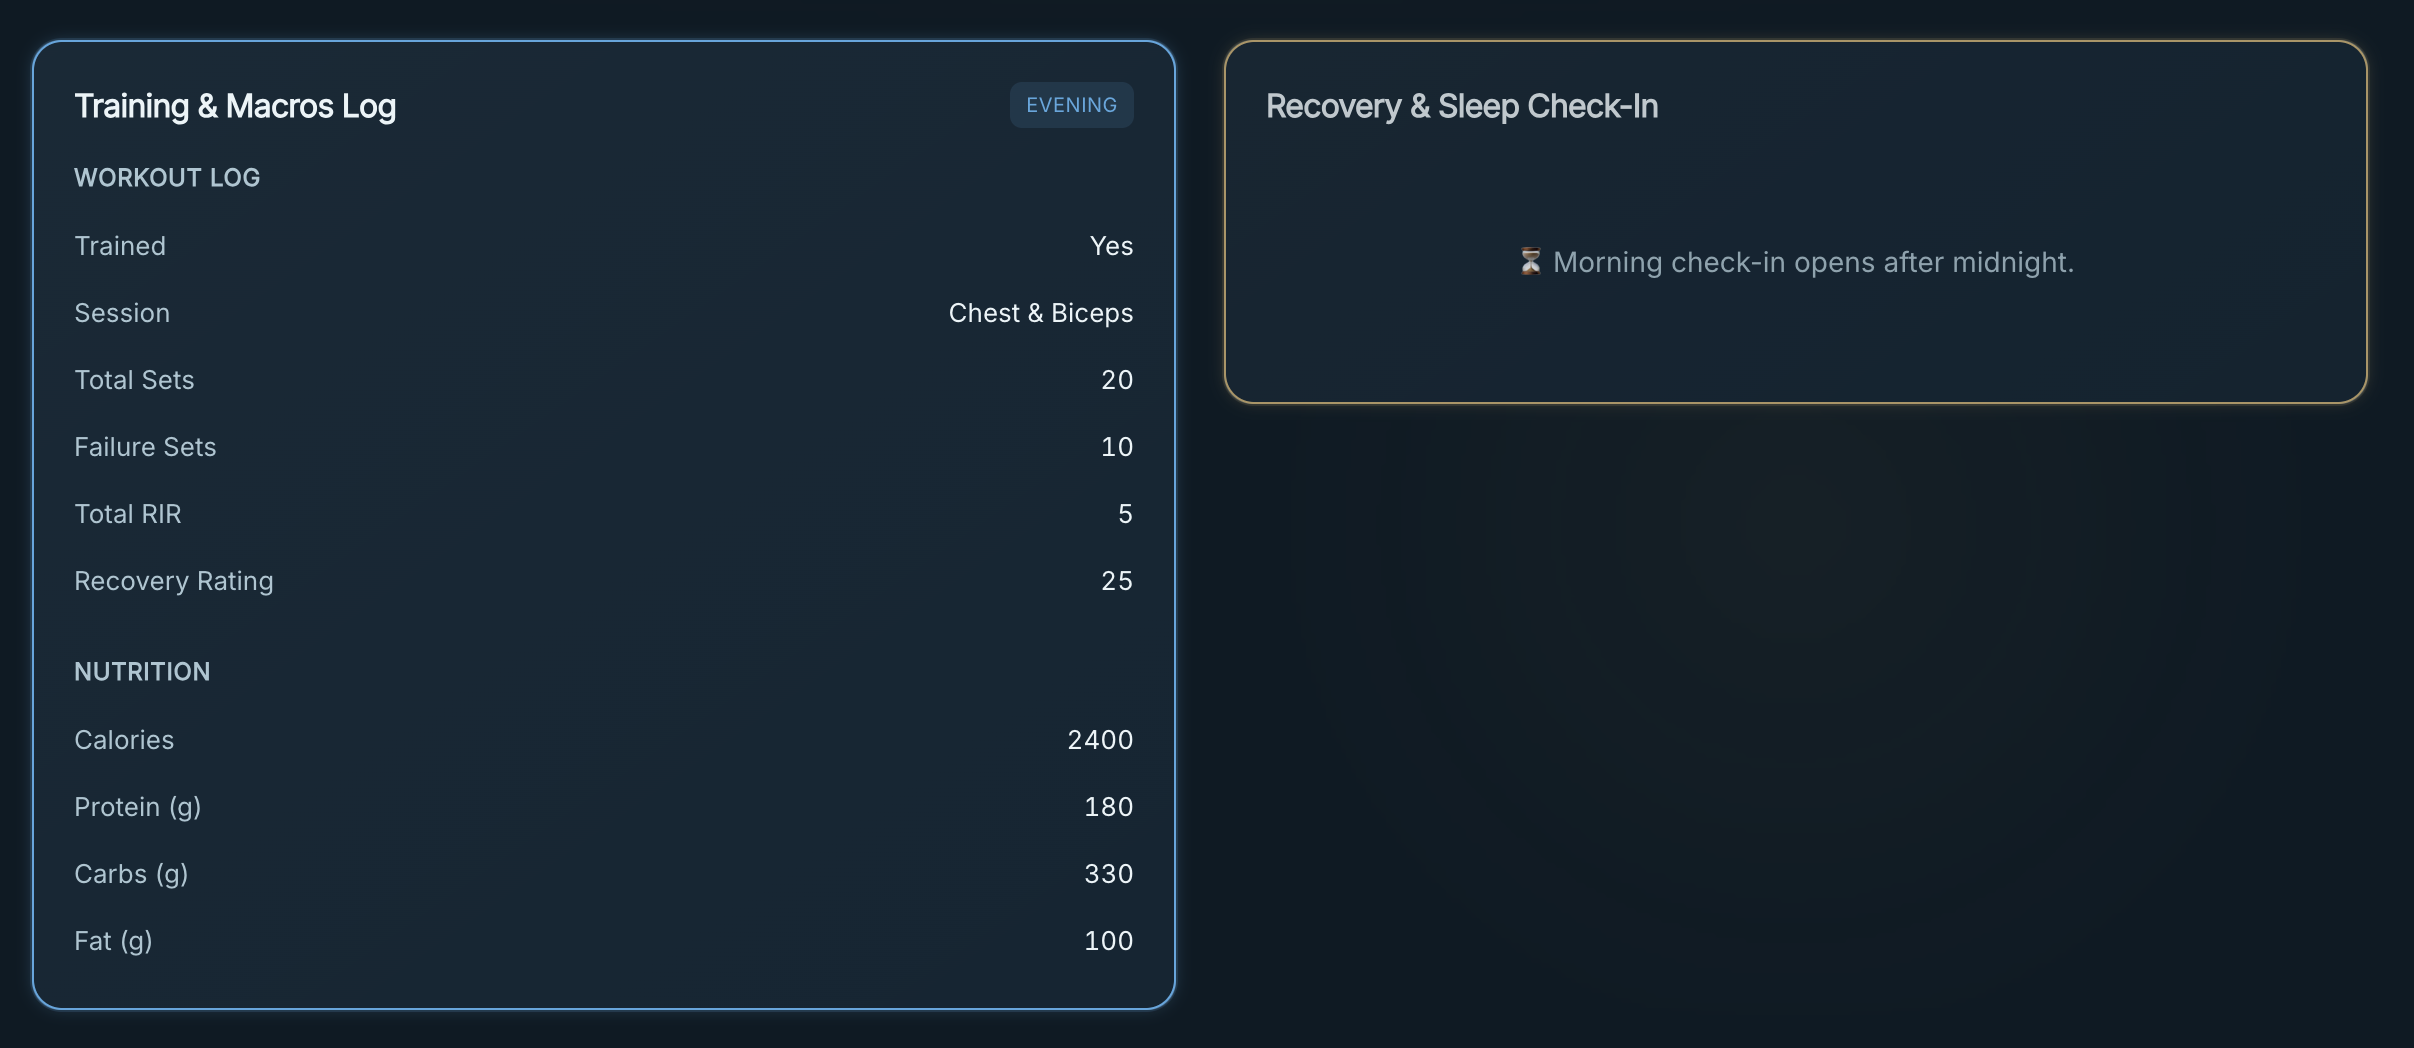 Training & Macros Log
EVENING
WORKOUT LOG
Trained Yes
Session Chest & Biceps
Total Sets 20
Failure Sets 10
Total RIR 5
Recovery Rating 25
NUTRITION
Calories 2400
Protein (g) 180
Carbs (g) 330
Fat (g) 100
Recovery & Sleep Check-In
⏳ Morning check-in opens after midnight.